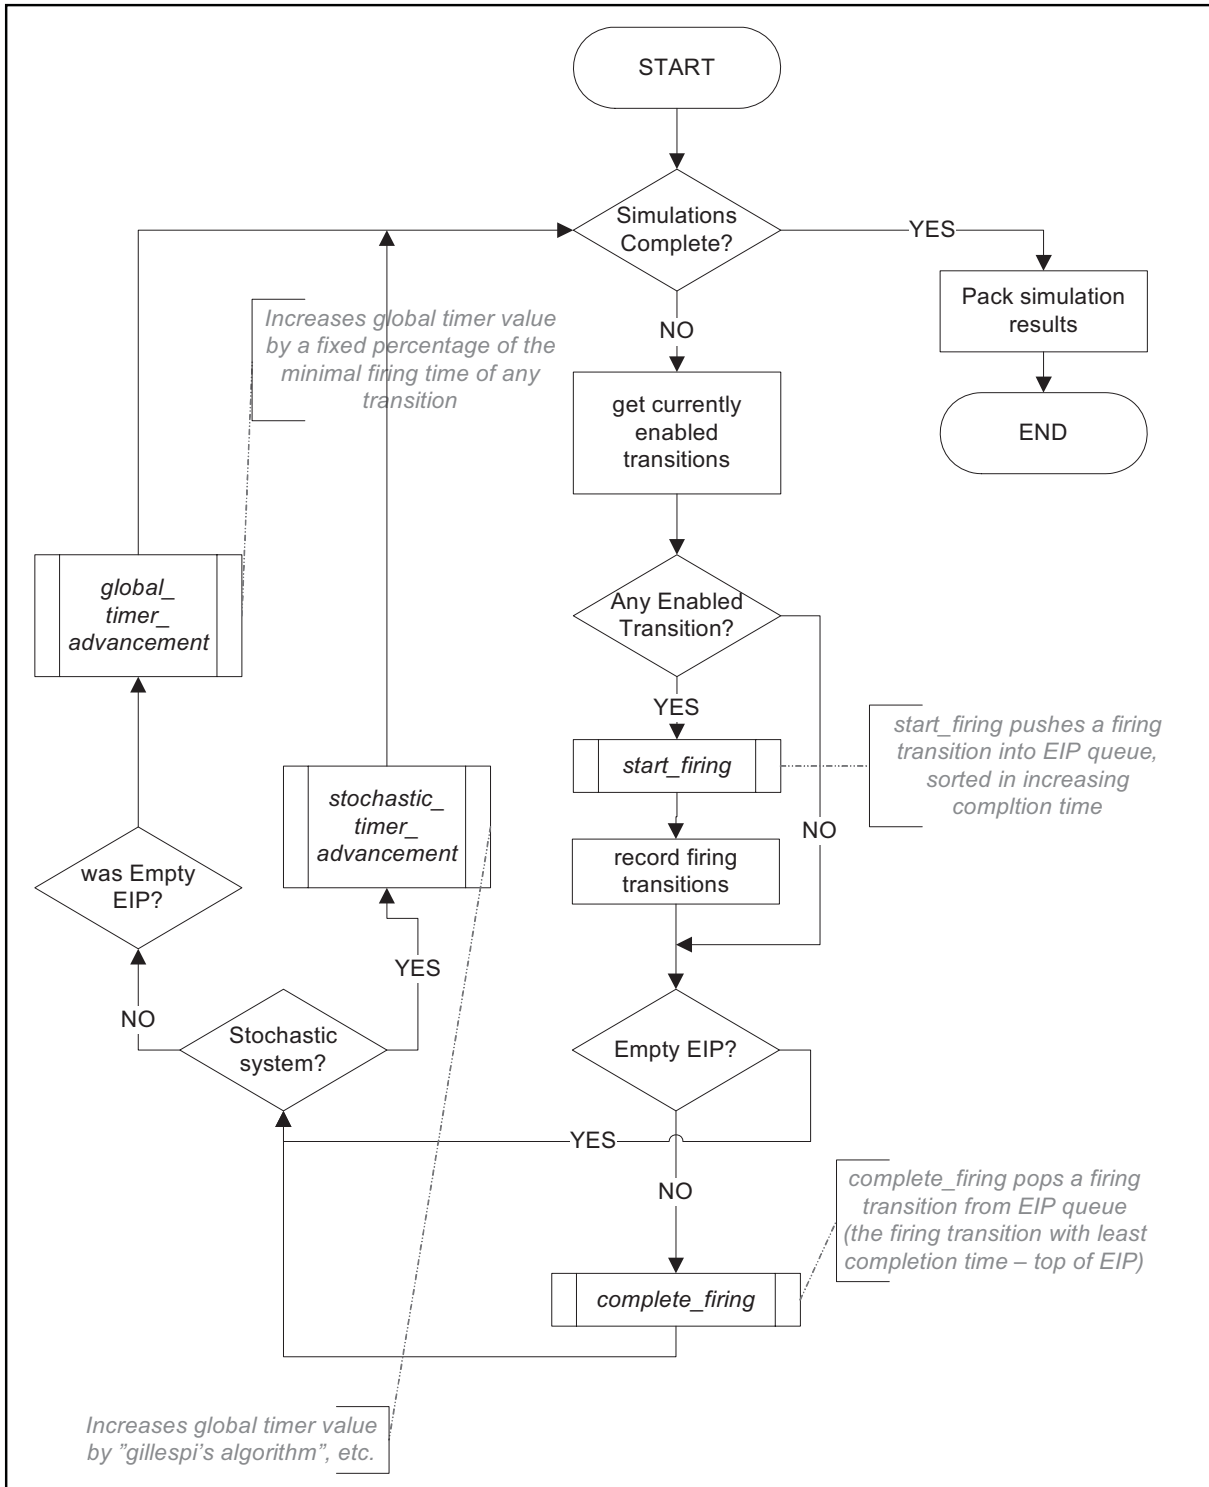 START
Simulations
Complete?
YES
Pack simulation
results
END
NO
Increases global timer value
by a fixed percentage of the
minimal firing time of any
transition
get currently
enabled
transitions
global_
timer_
advancement
Any Enabled
Transition?
YES
start_firing
start_firing pushes a firing
transition into EIP queue,
sorted in increasing
compltion time
NO
stochastic_
timer_
advancement
record firing
transitions
was Empty
EIP?
YES
NO
Stochastic
system?
Empty EIP?
YES
NO
complete_firing pops a firing
transition from EIP queue
(the firing transition with least
completion time – top of EIP)
complete_firing
Increases global timer value
by ”gillespi’s algorithm”, etc.